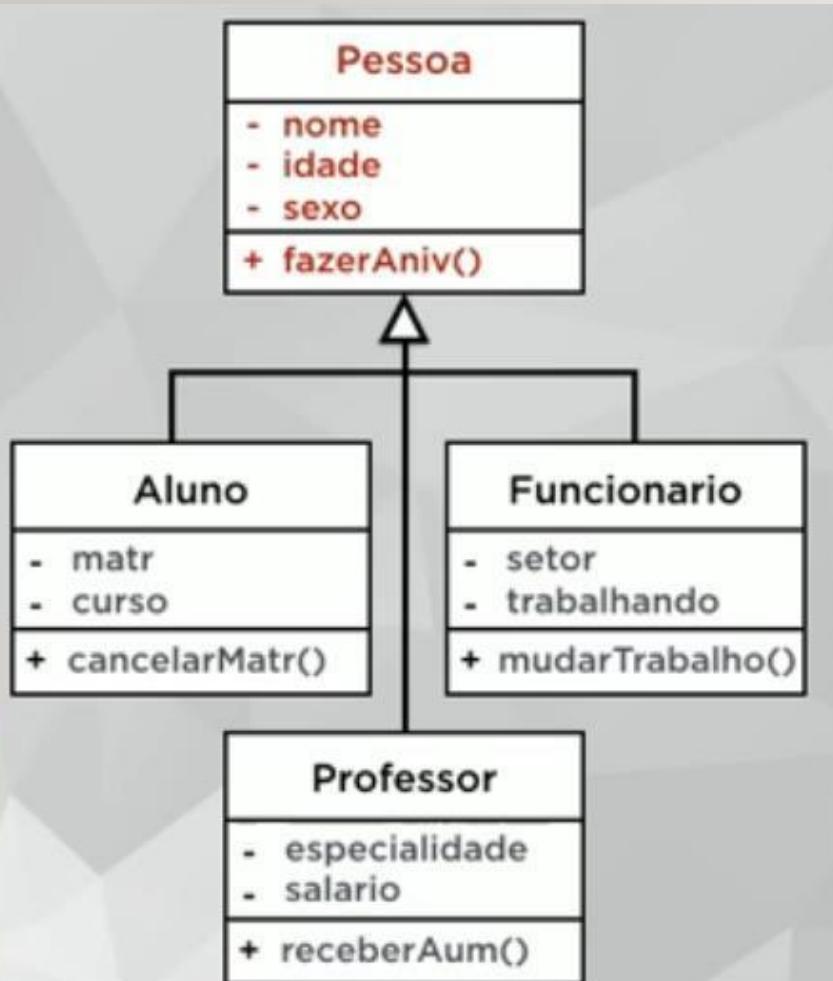 Pessoa
- nome
- idade
- sexo
+ fazerAniv()
Aluno
- matr
- curso
+ cancelarMatr()
Funcionario
- setor
- trabalhando
+ mudarTrabalho()
Professor
- especialidade
- salario
+ receberAum()